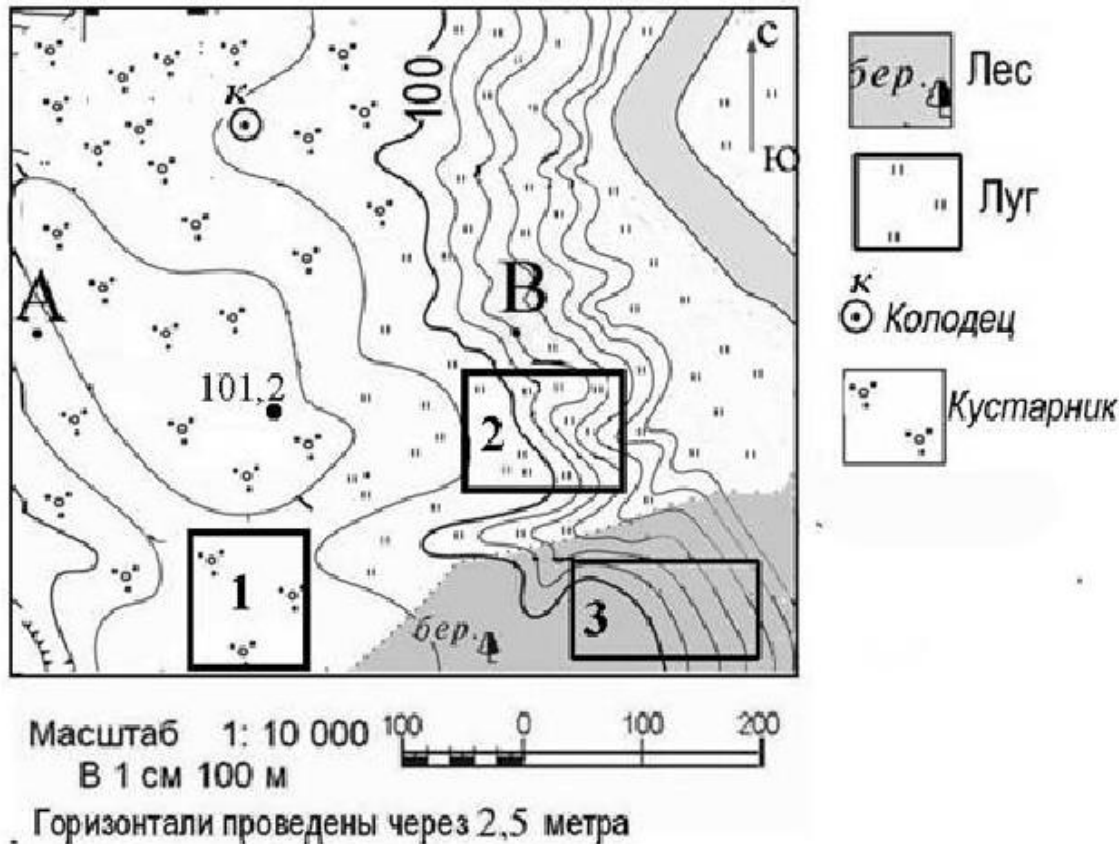 С
Ю
100
к
А
В
101,2
2
1
3
бер.
бер. Лес
Луг
к
Колодец
Кустарник
Масштаб 1: 10 000
В 1 см 100 м
100 0 100 200
Горизонтали проведены через 2,5 метра